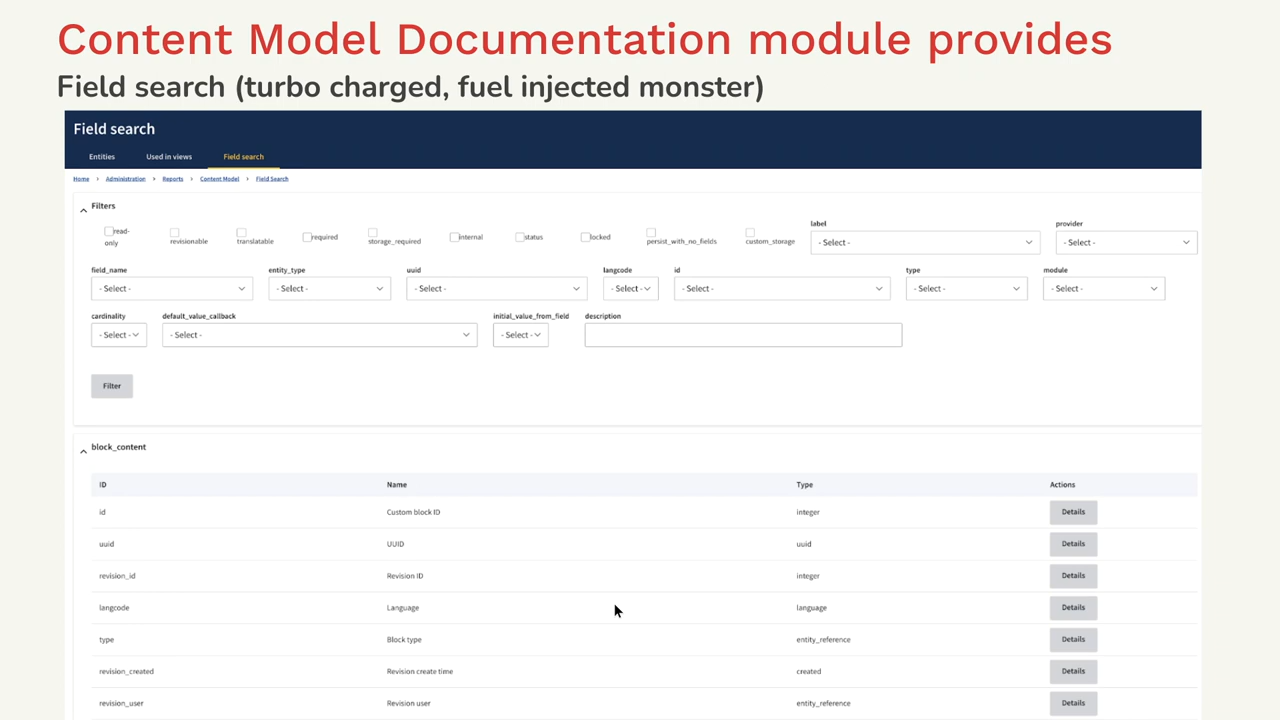 Content Model Documentation module provides
Field search (turbo charged, fuel injected monster)
Field search
Entities Used in views Field search
Home › Administration › Reports › Content Model › Field Search
Filters
read-only revisionable translatable required storage_required internal status locked persist_with_no_fields custom_storage
label provider
- Select - - Select -
field_name entity_type uuid langcode id type module
- Select - - Select - - Select - - Select - - Select - - Select - - Select -
cardinality default_value_callback initial_value_from_field description
- Select - - Select - - Select -
Filter
block_content
ID Name Type Actions
id Custom block ID integer Details
uuid UUID uuid Details
revision_id Revision ID integer Details
langcode Language language Details
type Block type entity_reference Details
revision_created Revision create time created Details
revision_user Revision user entity_reference Details